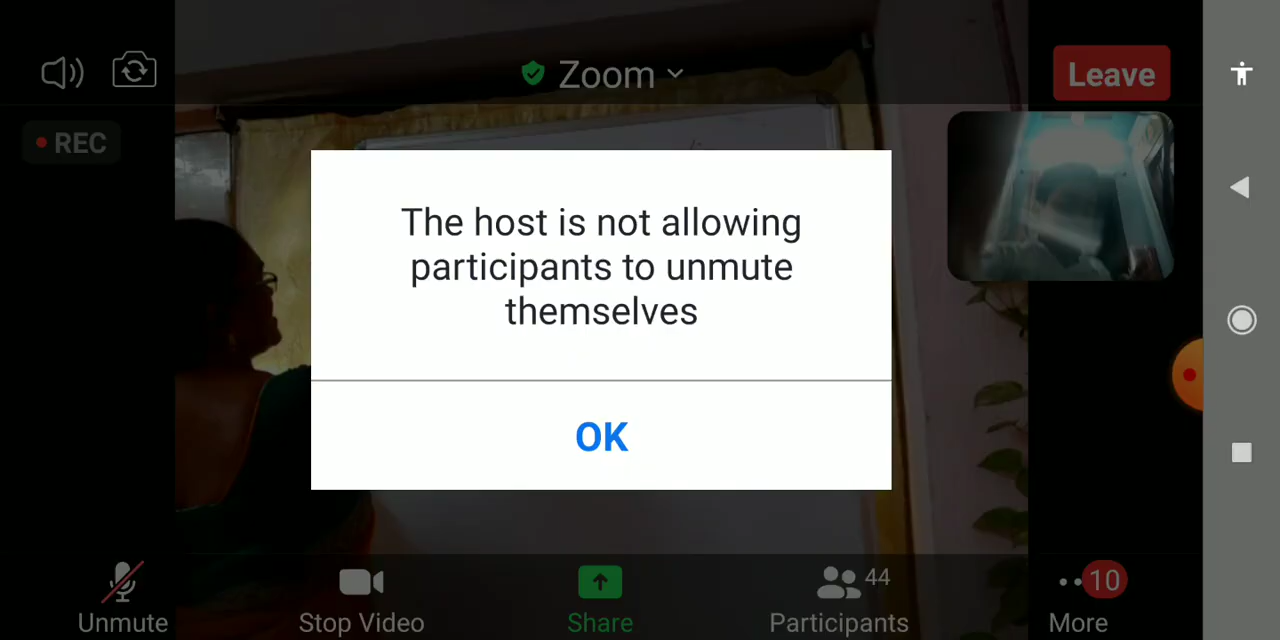 Zoom
Leave
REC
The host is not allowing
participants to unmute
themselves
OK
Unmute
Stop Video
Share
Participants
44
More
10